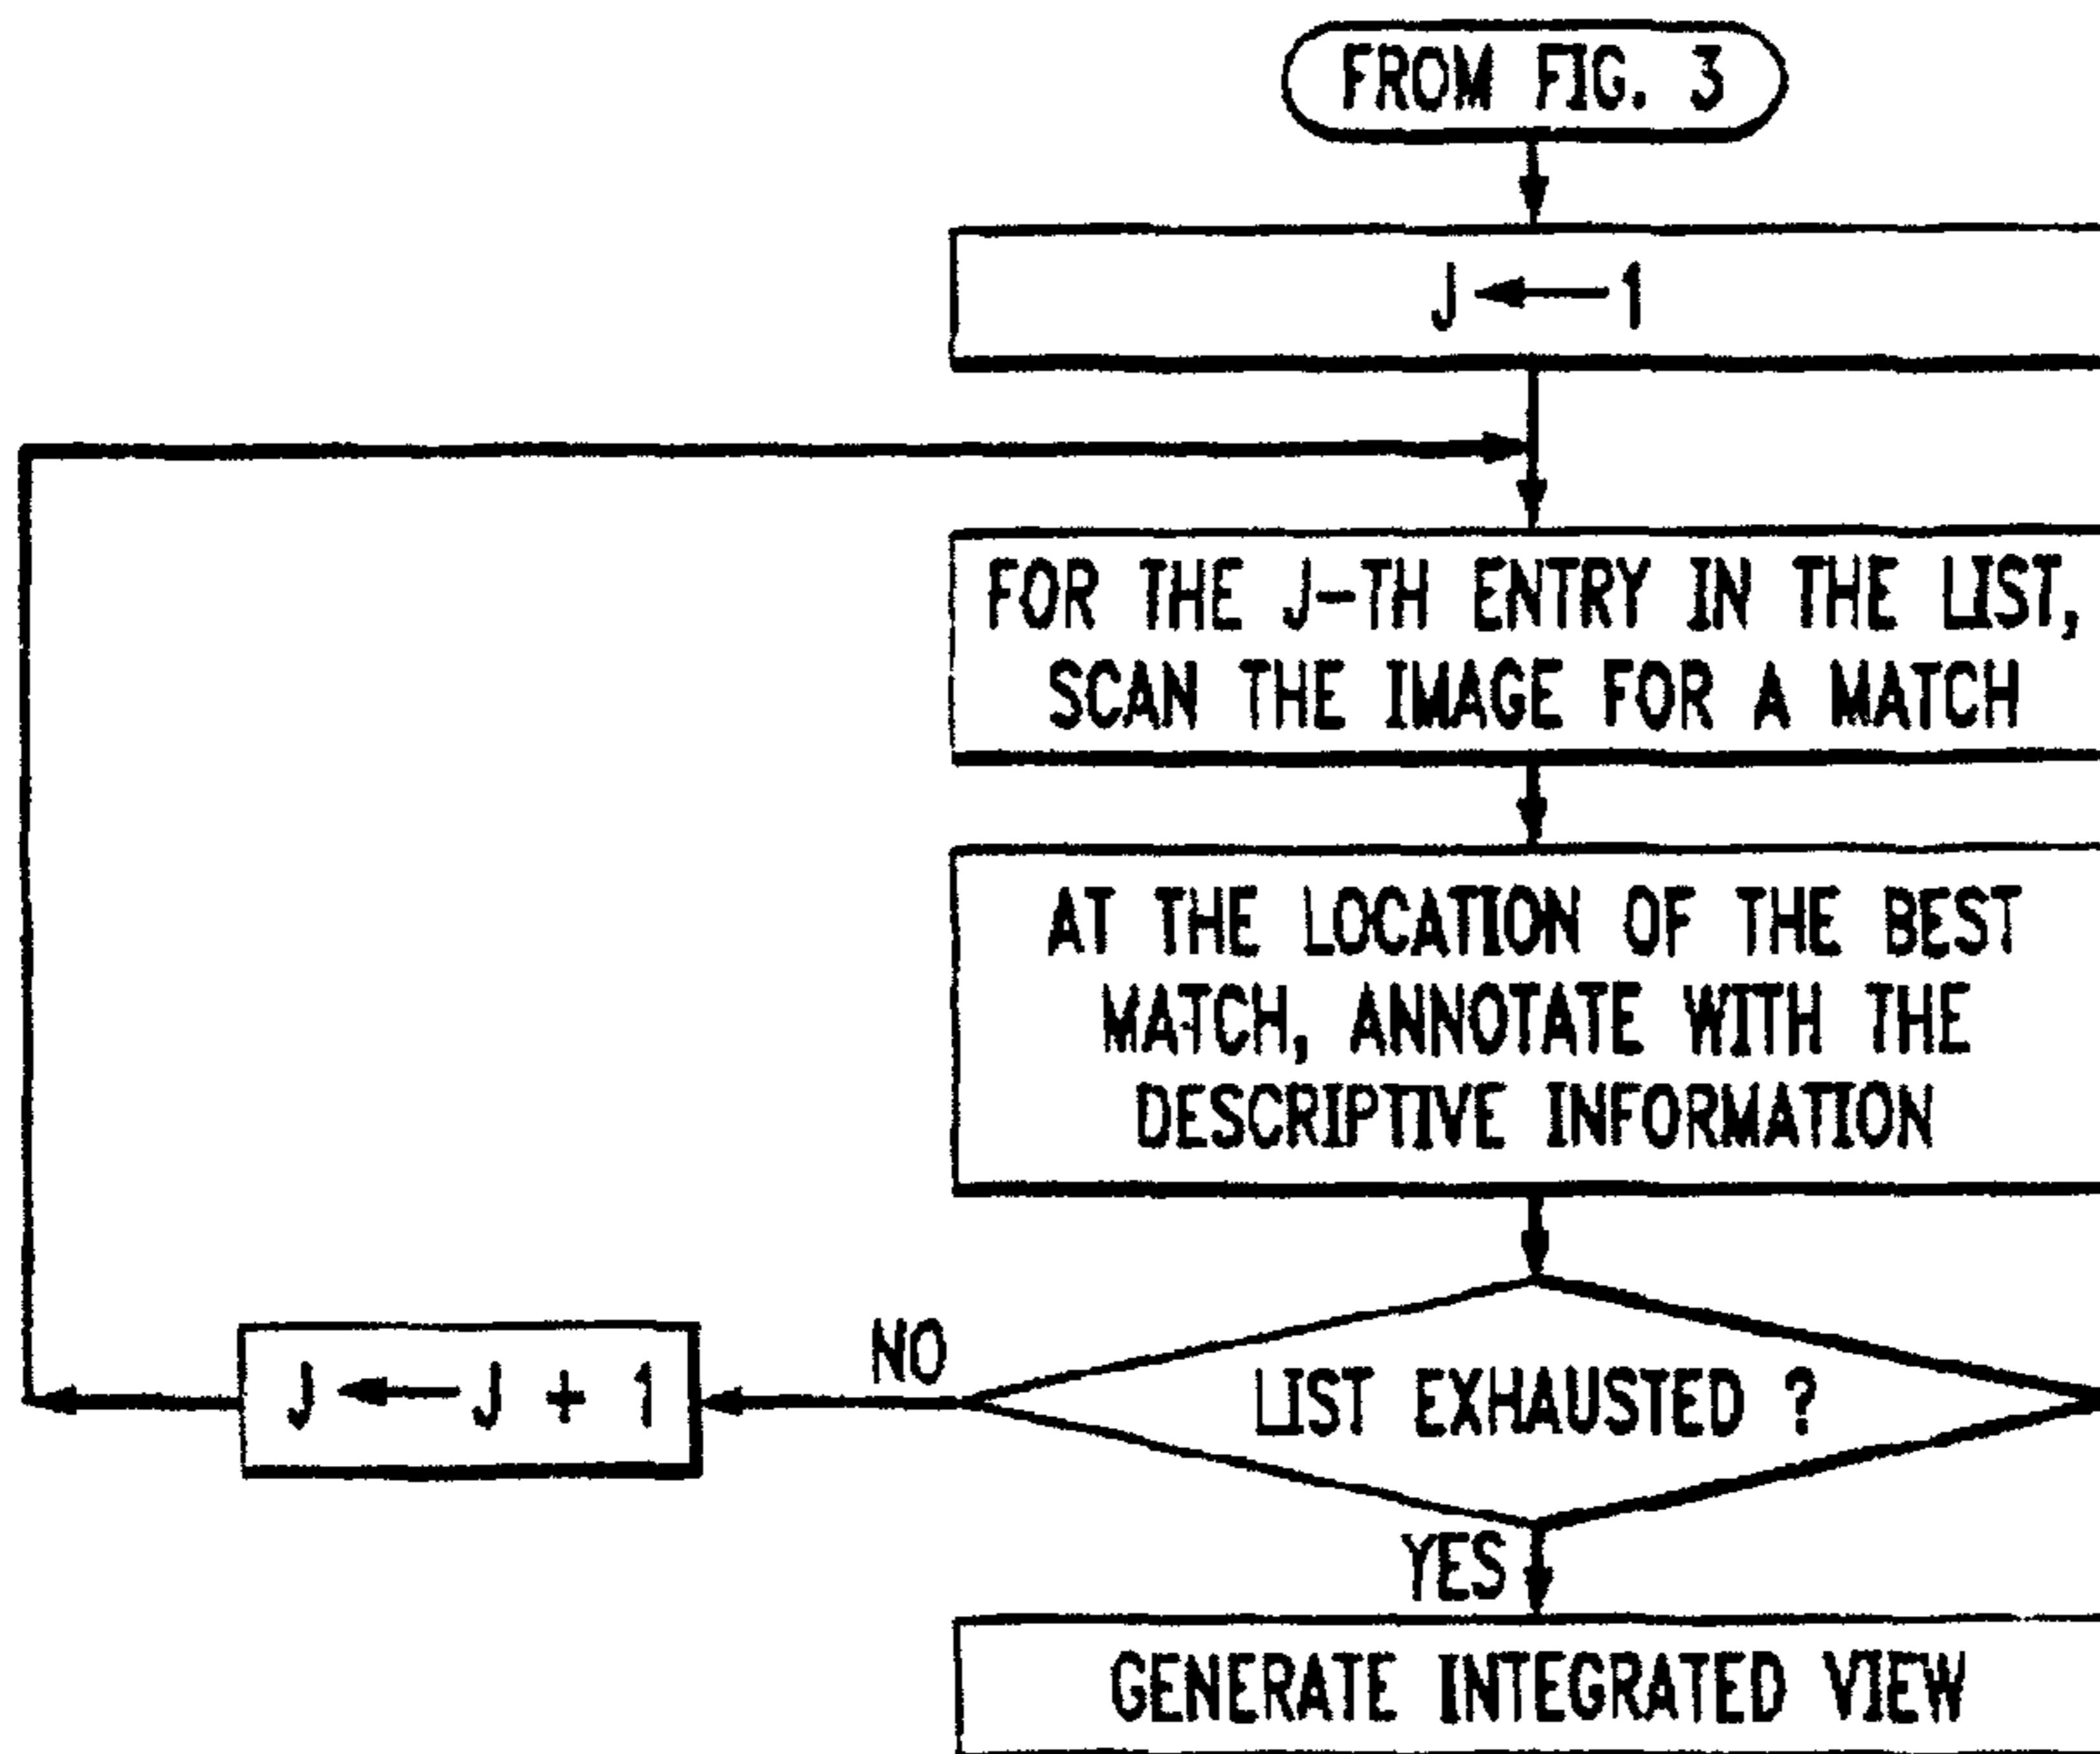 FROM FIG. 3
J ← 1
FOR THE J-TH ENTRY IN THE LIST,
SCAN THE IMAGE FOR A MATCH
AT THE LOCATION OF THE BEST
MATCH, ANNOTATE WITH THE
DESCRIPTIVE INFORMATION
NO
J ← J + 1
LIST EXHAUSTED ?
YES
GENERATE INTEGRATED VIEW